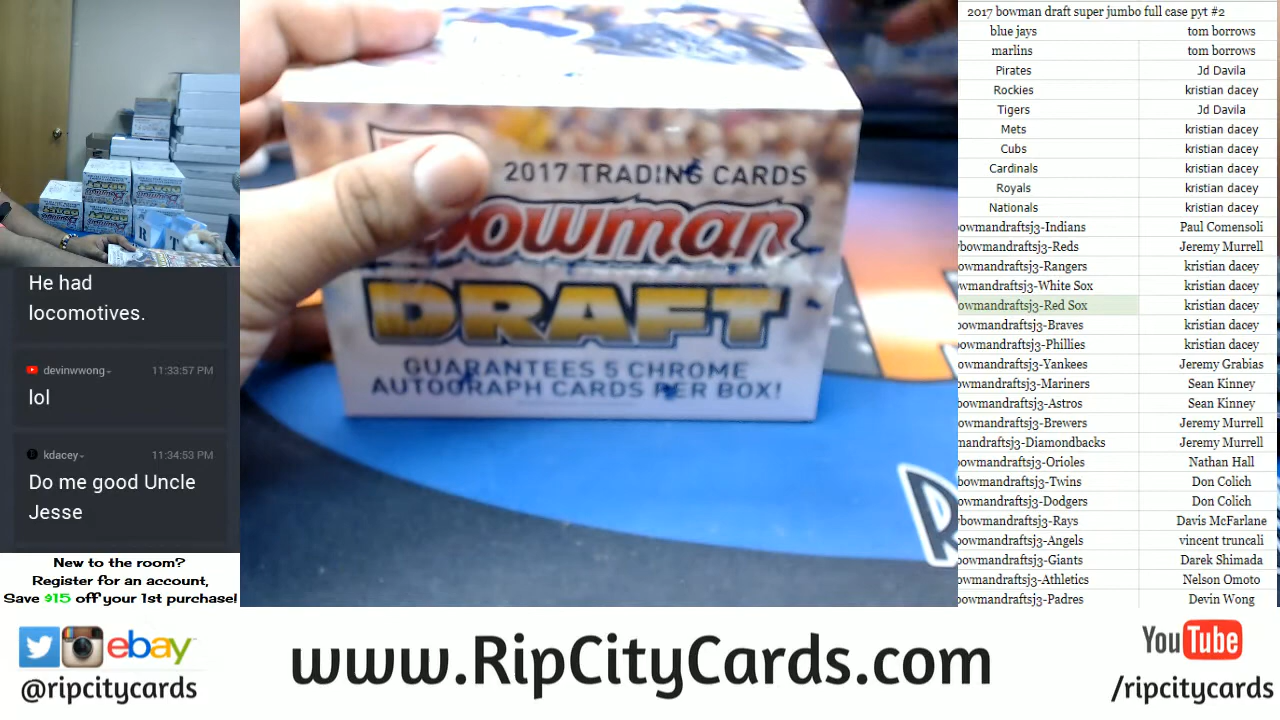 He had
locomotives.
devinwwong
11:33:57 PM
lol
kdacey
11:34:53 PM
Do me good Uncle
Jesse
New to the room?
Register for an account,
Save $15 off your 1st purchase!
2017 TRADING CARDS
Bowman
DRAFT
GUARANTEES 5 CHROME
AUTOGRAPH CARDS PER BOX!
2017 bowman draft super jumbo full case pyt #2
blue jays tom borrows
marlins tom borrows
Pirates Jd Davila
Rockies kristian dacey
Tigers Jd Davila
Mets kristian dacey
Cubs kristian dacey
Cardinals kristian dacey
Royals kristian dacey
Nationals kristian dacey
bowmandraftsj3-Indians Paul Comensoli
bowmandraftsj3-Reds Jeremy Murrell
owmandraftsj3-Rangers kristian dacey
wmandraftsj3-White Sox kristian dacey
owmandraftsj3-Red Sox kristian dacey
bowmandraftsj3-Braves kristian dacey
bowmandraftsj3-Phillies kristian dacey
owmandraftsj3-Yankees Jeremy Grabias
owmandraftsj3-Mariners Sean Kinney
bowmandraftsj3-Astros Sean Kinney
owmandraftsj3-Brewers Jeremy Murrell
mandraftsj3-Diamondbacks Jeremy Murrell
bowmandraftsj3-Orioles Nathan Hall
bowmandraftsj3-Twins Don Colich
owmandraftsj3-Dodgers Don Colich
bowmandraftsj3-Rays Davis McFarlane
bowmandraftsj3-Angels vincent truncali
bowmandraftsj3-Giants Darek Shimada
owmandraftsj3-Athletics Nelson Omoto
bowmandraftsj3-Padres Devin Wong
ebay
@ripcitycards
www.RipCityCards.com
YouTube
/ripcitycards